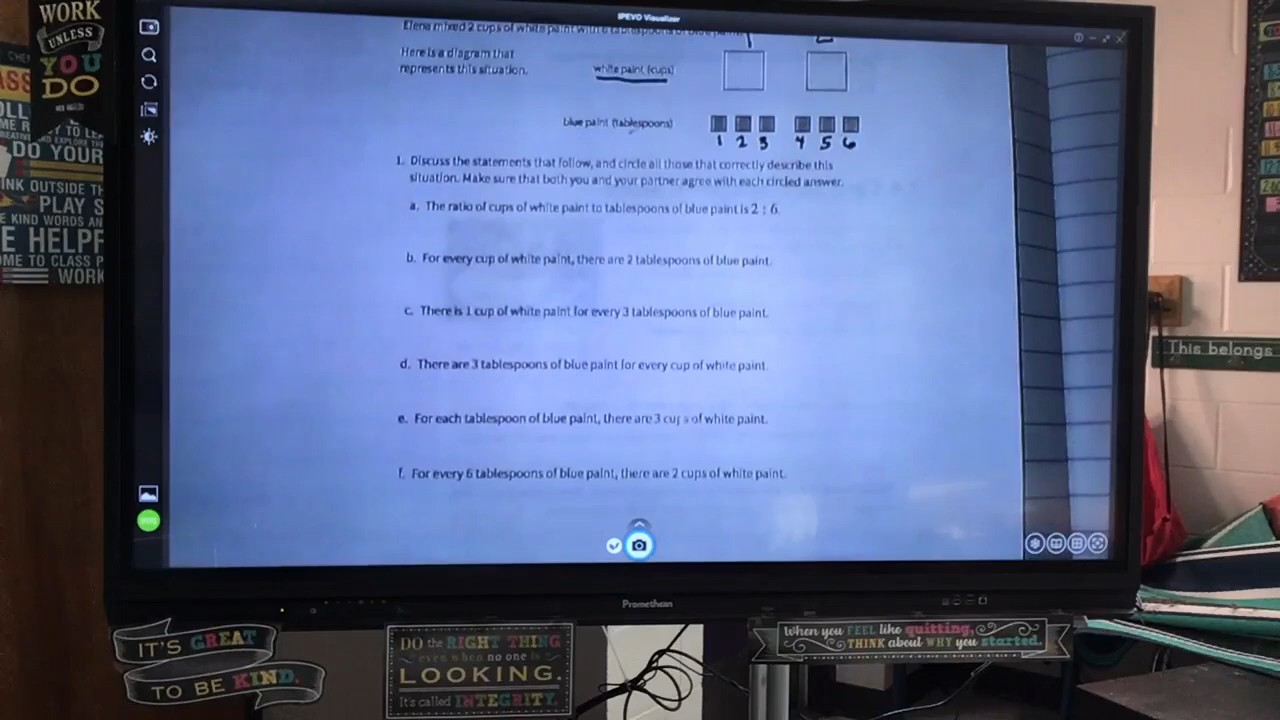 WORK
UNLESS
YOU
DO
TO LEA
DO YOUR
INK OUTSIDE TH
PLAY S
E KIND WORDS AN
E HELPF
OME TO CLASS P
WORK
IPEVO Visualizer
Elena mixed 2 cups of white paint with 6 tablespoons of blue paint.
Here is a diagram that
represents this situation.
white paint (cups)
1 2
blue paint (tablespoons)
1 2 3 4 5 6
1. Discuss the statements that follow, and circle all those that correctly describe this
situation. Make sure that both you and your partner agree with each circled answer.
a. The ratio of cups of white paint to tablespoons of blue paint is 2 : 6.
b. For every cup of white paint, there are 2 tablespoons of blue paint.
c. There is 1 cup of white paint for every 3 tablespoons of blue paint.
d. There are 3 tablespoons of blue paint for every cup of white paint.
e. For each tablespoon of blue paint, there are 3 cups of white paint.
f. For every 6 tablespoons of blue paint, there are 2 cups of white paint.
This belongs
Promethean
IT'S GREAT
TO BE KIND.
DO the RIGHT THING
even when no one is
LOOKING.
It's called INTEGRITY.
When you FEEL like quitting,
THINK about WHY you started.